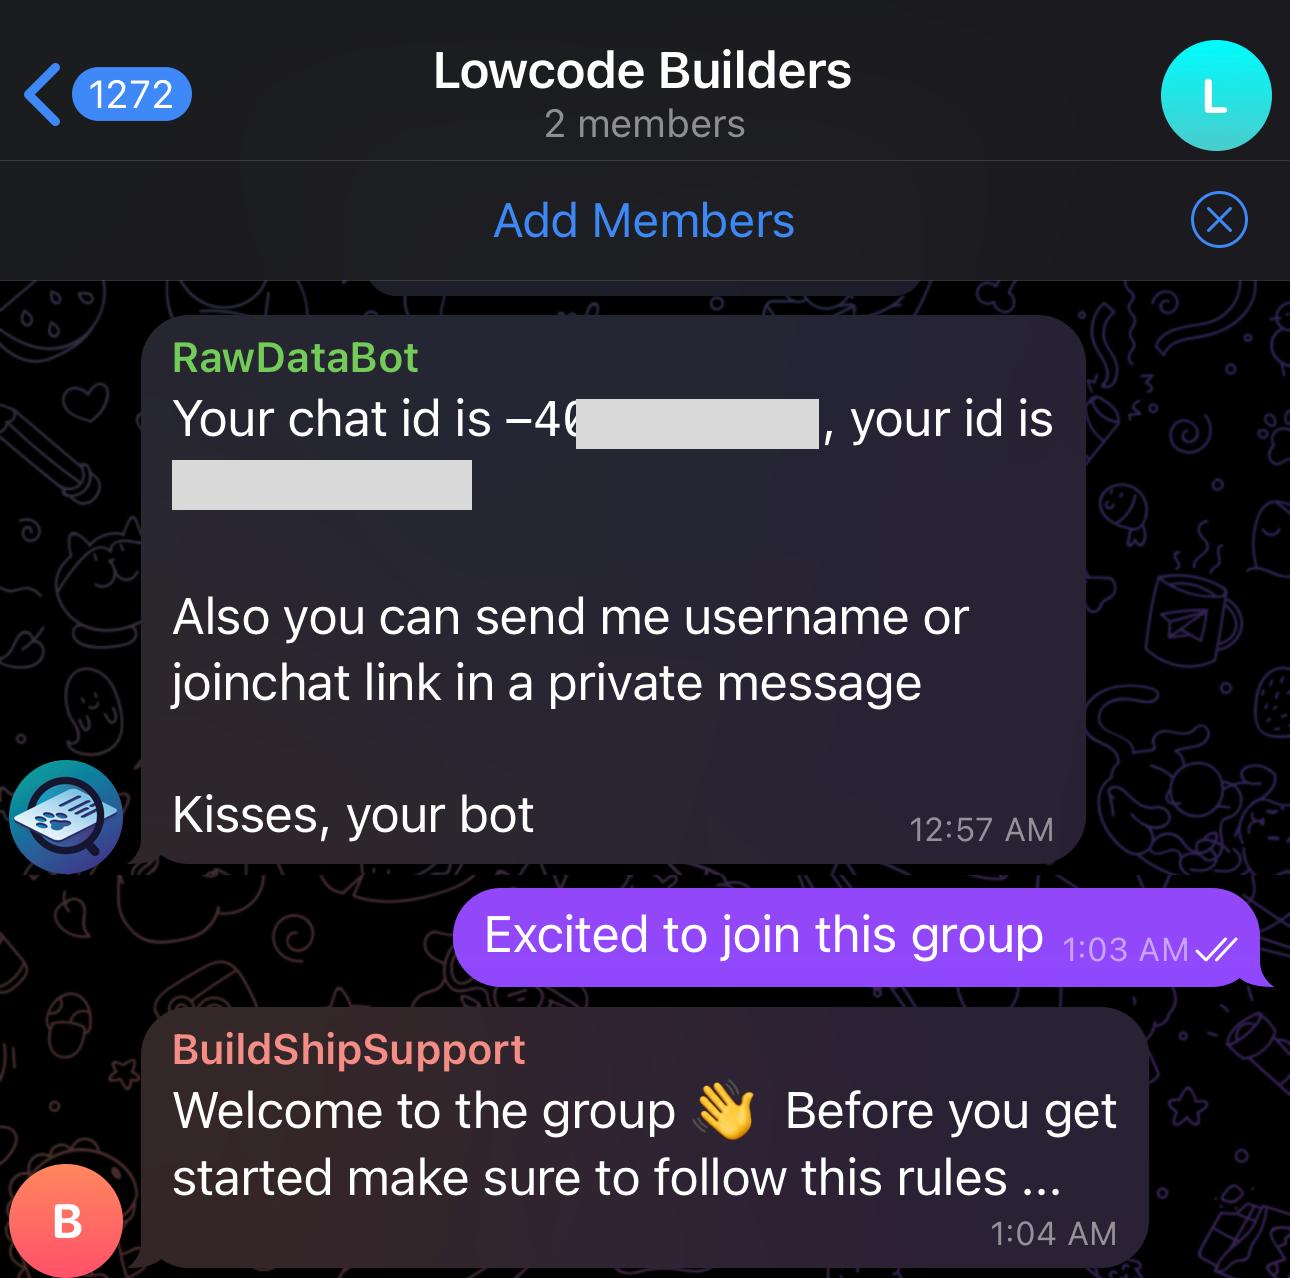 1272
Lowcode Builders
2 members
L
Add Members
RawDataBot
Your chat id is -40, your id is
Also you can send me username or
joinchat link in a private message
Kisses, your bot
12:57 AM
Excited to join this group 1:03 AM
BuildShipSupport
Welcome to the group 👋 Before you get
started make sure to follow this rules ...
1:04 AM
B